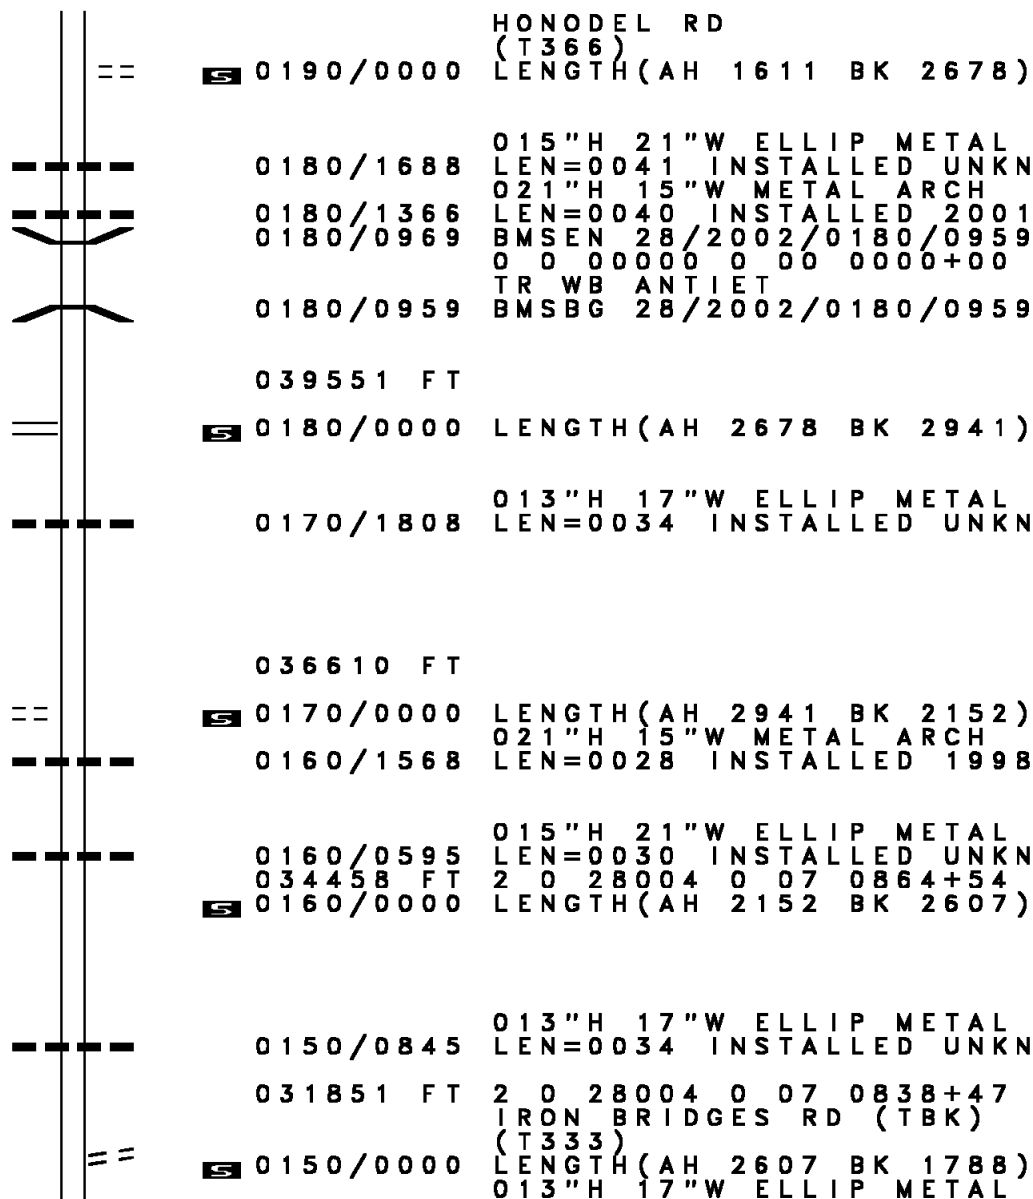 HONODEL RD
(T366)
S 0190/0000 LENGTH(AH 1611 BK 2678)
015"H 21"W ELLIP METAL
0180/1688 LEN=0041 INSTALLED UNKN
021"H 15"W METAL ARCH
0180/1366 LEN=0040 INSTALLED 2001
0180/0969 BMSEN 28/2002/0180/0959
0 0 00000 0 00 0000+00
TR WB ANTIET
0180/0959 BMSBG 28/2002/0180/0959
039551 FT
S 0180/0000 LENGTH(AH 2678 BK 2941)
013"H 17"W ELLIP METAL
0170/1808 LEN=0034 INSTALLED UNKN
036610 FT
S 0170/0000 LENGTH(AH 2941 BK 2152)
021"H 15"W METAL ARCH
0160/1568 LEN=0028 INSTALLED 1998
015"H 21"W ELLIP METAL
0160/0595 LEN=0030 INSTALLED UNKN
034458 FT 2 0 28004 0 07 0864+54
S 0160/0000 LENGTH(AH 2152 BK 2607)
013"H 17"W ELLIP METAL
0150/0845 LEN=0034 INSTALLED UNKN
031851 FT 2 0 28004 0 07 0838+47
IRON BRIDGES RD (TBK)
(T333)
S 0150/0000 LENGTH(AH 2607 BK 1788)
013"H 17"W ELLIP METAL